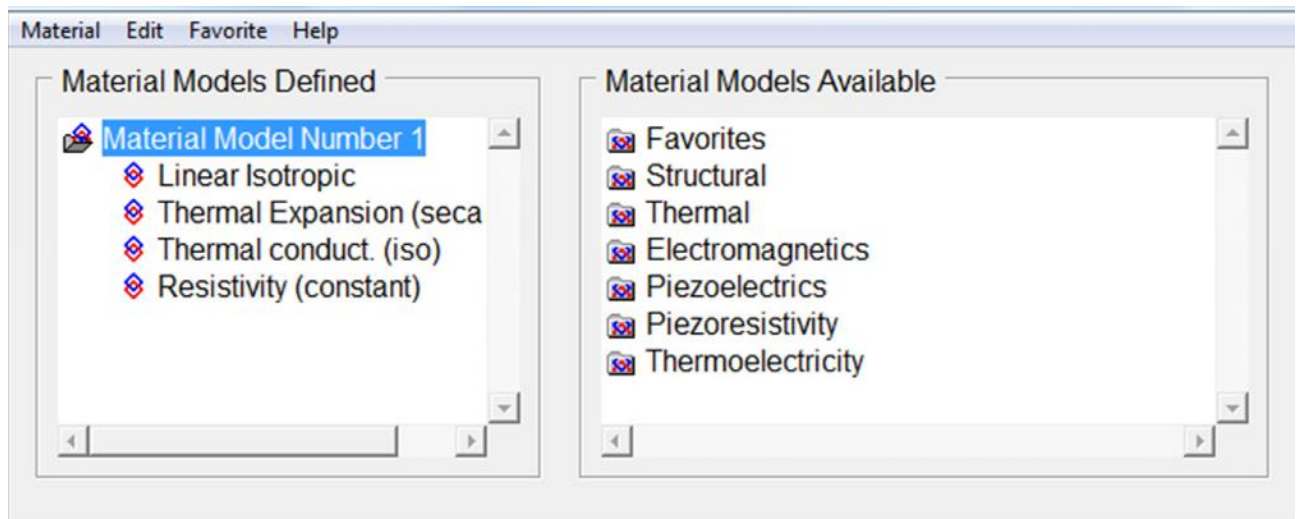 Material Edit Favorite Help
Material Models Defined
Material Model Number 1
Linear Isotropic
Thermal Expansion (seca
Thermal conduct. (iso)
Resistivity (constant)
Material Models Available
Favorites
Structural
Thermal
Electromagnetics
Piezoelectrics
Piezoresistivity
Thermoelectricity